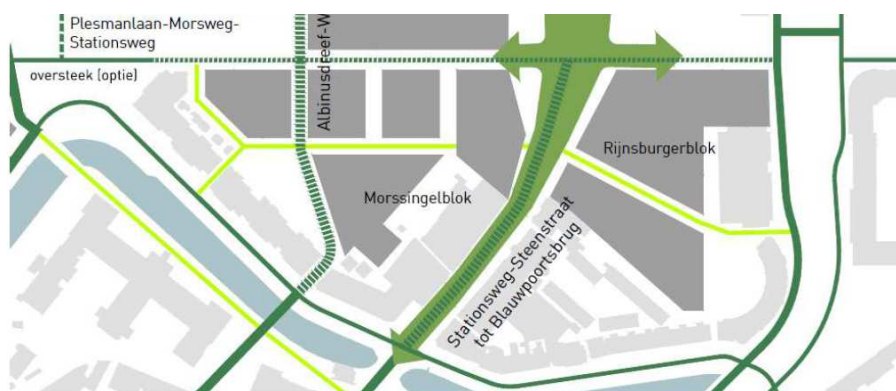 Plesmanlaan-Morsweg-
Stationsweg
oversteek (optie)
Albinusdreef-W
Rijnsburgerblok
Morssingelblok
Stationsweg-Steenstraat
tot Blauwpoortsbrug